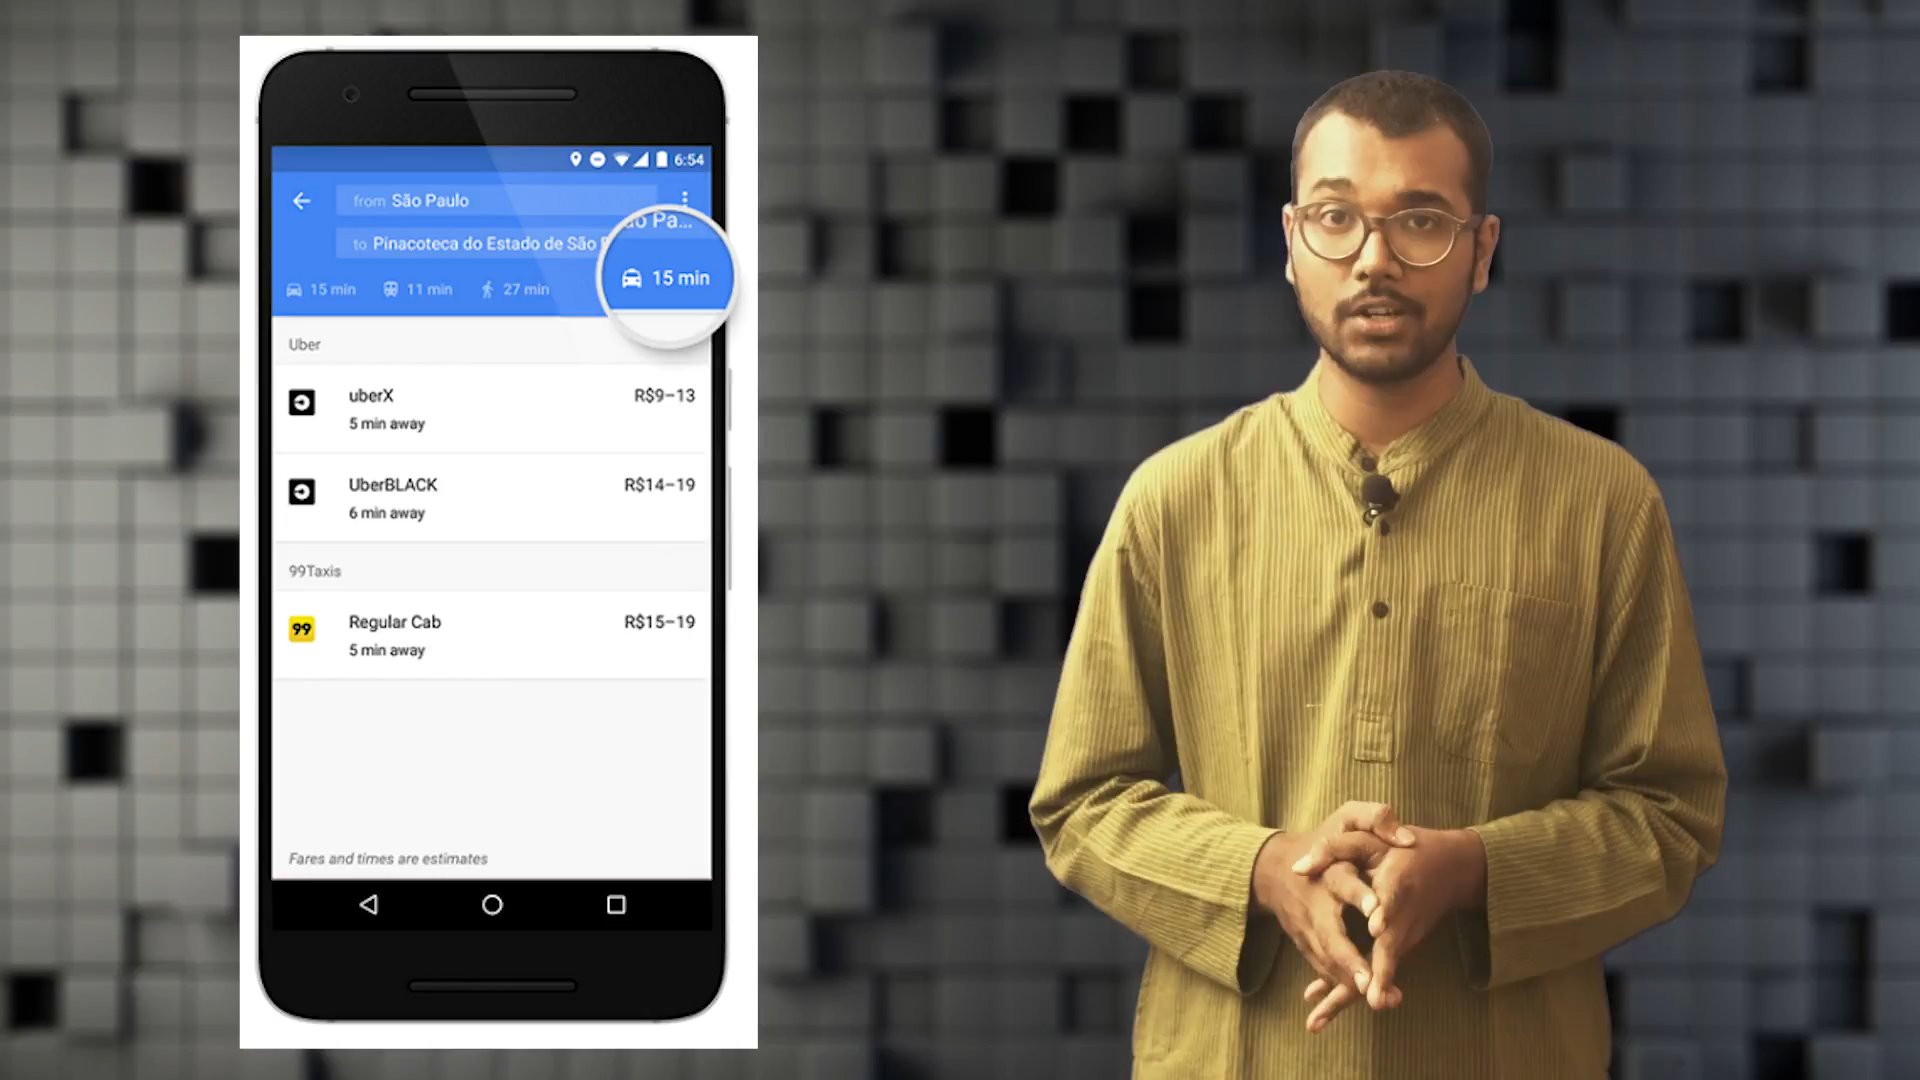 6:54
from São Paulo
to Pinacoteca do Estado de São
15 min 11 min 27 min
15 min
Uber
uberX R$9–13
5 min away
UberBLACK R$14–19
6 min away
99Taxis
99 Regular Cab R$15–19
5 min away
Fares and times are estimates